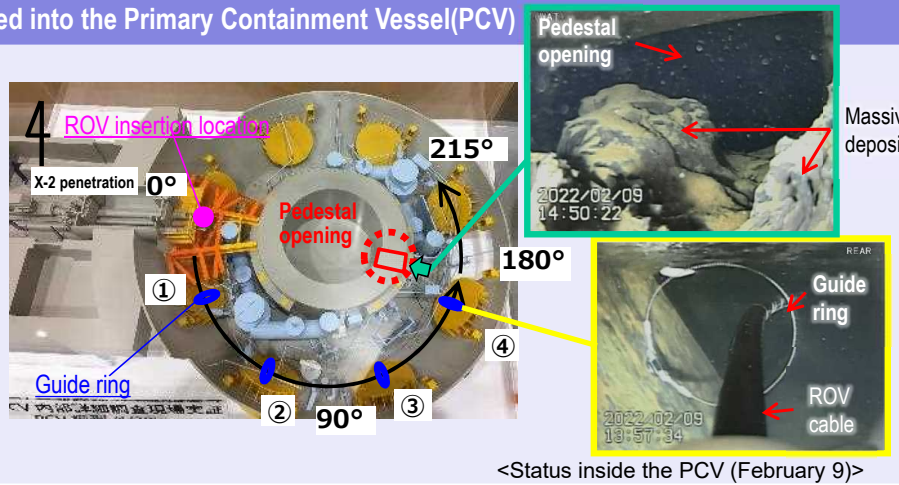 ed into the Primary Containment Vessel(PCV)
ROV insertion location
X-2 penetration
0°
215°
Pedestal
opening
180°
①
④
Guide ring
②
90°
③
Pedestal
opening
Massiv
deposi
2022/02/09
14:50:22
REAR
Guide
ring
ROV
cable
2022/02/09
13:57:34
<Status inside the PCV (February 9)>